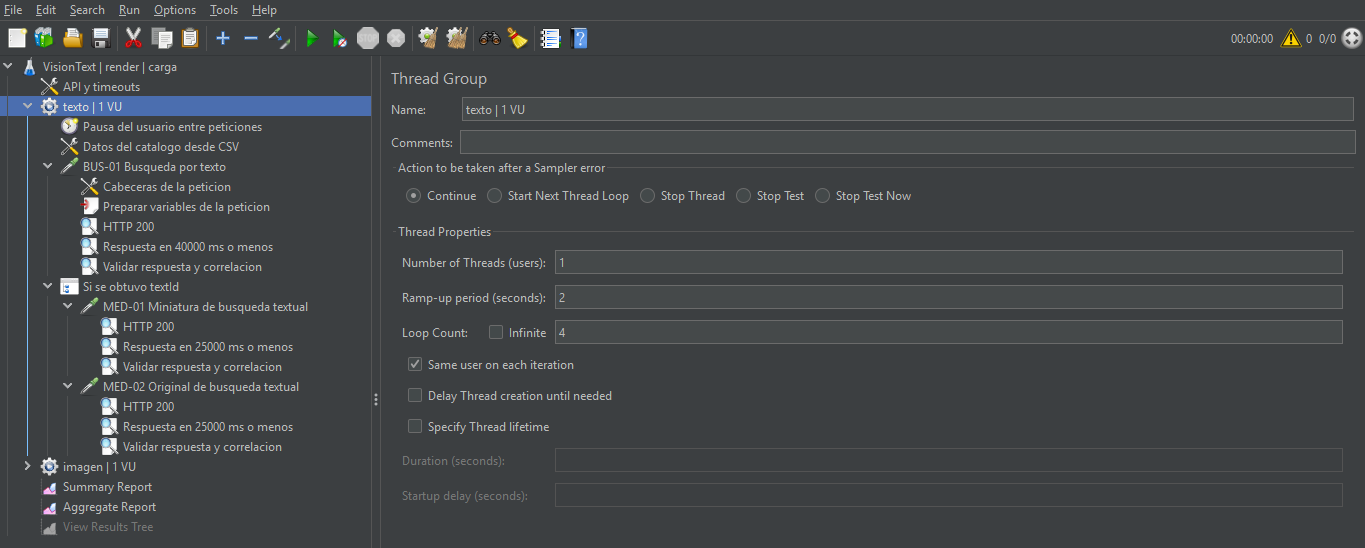 File Edit Search Run Options Tools Help
00:00:00 0 0/0
VisionText | render | carga
API y timeouts
texto | 1 VU
Pausa del usuario entre peticiones
Datos del catalogo desde CSV
BUS-01 Busqueda por texto
Cabeceras de la peticion
Preparar variables de la peticion
HTTP 200
Respuesta en 40000 ms o menos
Validar respuesta y correlacion
Si se obtuvo textId
MED-01 Miniatura de busqueda textual
HTTP 200
Respuesta en 25000 ms o menos
Validar respuesta y correlacion
MED-02 Original de busqueda textual
HTTP 200
Respuesta en 25000 ms o menos
Validar respuesta y correlacion
imagen | 1 VU
Summary Report
Aggregate Report
View Results Tree
Thread Group
Name: texto | 1 VU
Comments:
Action to be taken after a Sampler error
Continue Start Next Thread Loop Stop Thread Stop Test Stop Test Now
Thread Properties
Number of Threads (users): 1
Ramp-up period (seconds): 2
Loop Count: Infinite 4
Same user on each iteration
Delay Thread creation until needed
Specify Thread lifetime
Duration (seconds):
Startup delay (seconds):